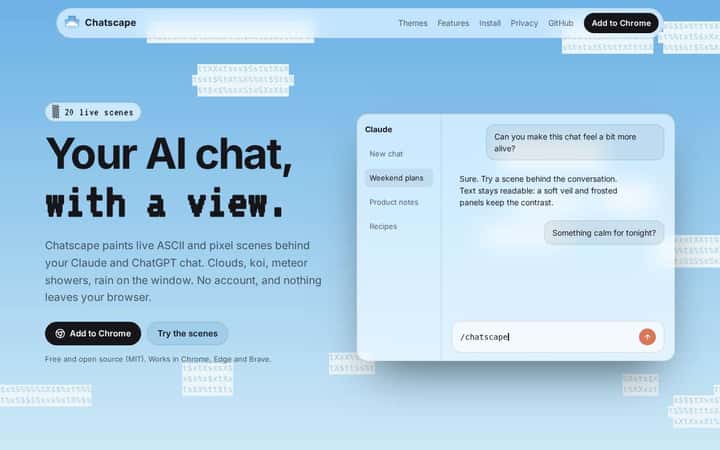 Chatscape
Themes
Features
Install
Privacy
GitHub
Add to Chrome
20 live scenes
Your AI chat,
with a view.
Chatscape paints live ASCII and pixel scenes behind
your Claude and ChatGPT chat. Clouds, koi, meteor
showers, rain on the window. No account, and nothing
leaves your browser.
Add to Chrome
Try the scenes
Free and open source (MIT). Works in Chrome, Edge and Brave.
Claude
New chat
Weekend plans
Product notes
Recipes
Can you make this chat feel a bit more
alive?
Sure. Try a scene behind the conversation.
Text stays readable: a soft veil and frosted
panels keep the contrast.
Something calm for tonight?
/chatscape